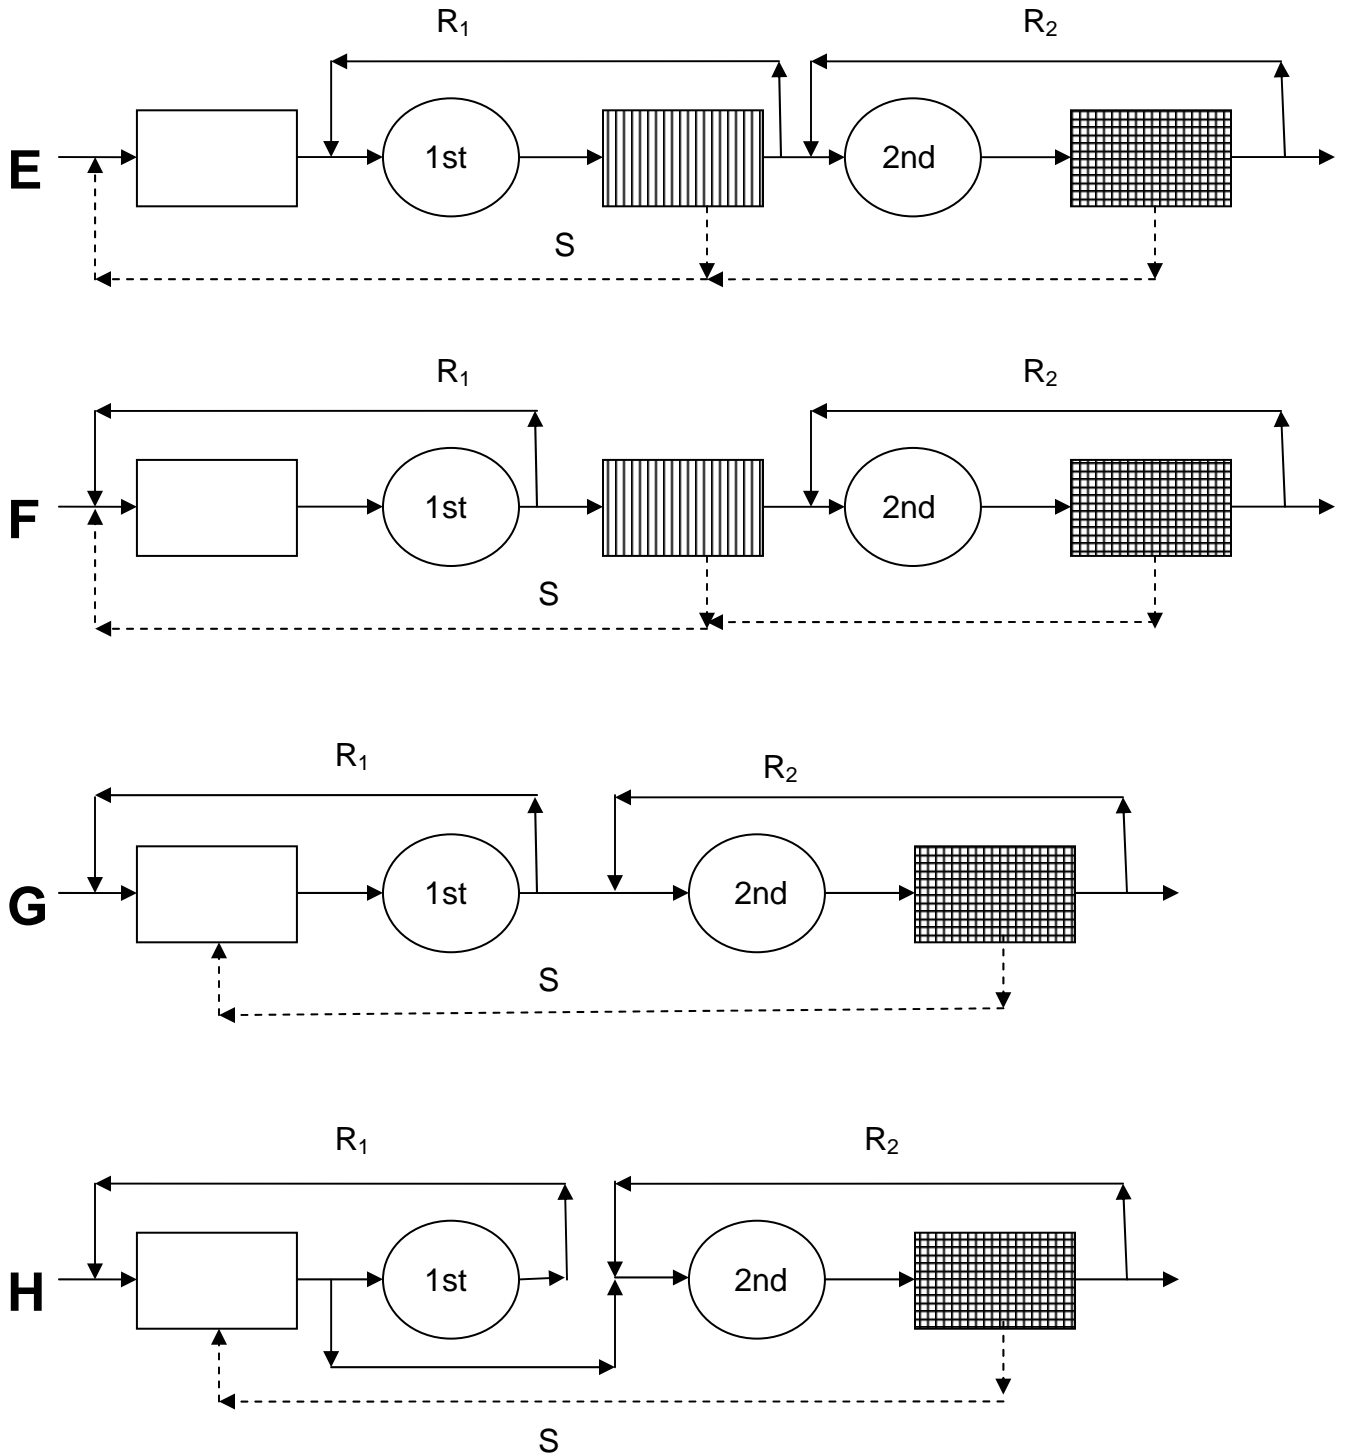 R₁ R₂
E 1st 2nd
S
R₁ R₂
F 1st 2nd
S
R₁ R₂
G 1st 2nd
S
R₁ R₂
H 1st 2nd
S